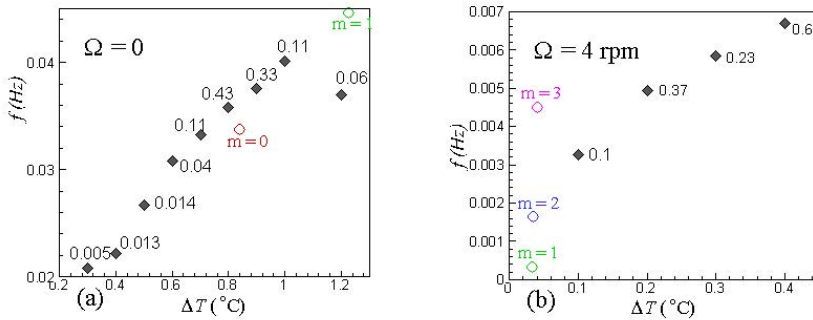 m=1
Ω = 0
0.11
0.33
0.06
0.43
0.11
m=0
0.04
0.014
0.013
0.005
0.04
0.03
0.02
f (Hz)
0.2 0.4 0.6 0.8 1 1.2
(a)
ΔT (°C)
Ω = 4 rpm
0.6
0.23
0.37
m=3
0.1
m=2
m=1
0.007
0.006
0.005
0.004
0.003
0.002
0.001
0
f (Hz)
0 0.1 0.2 0.3 0.4
(b)
ΔT (°C)